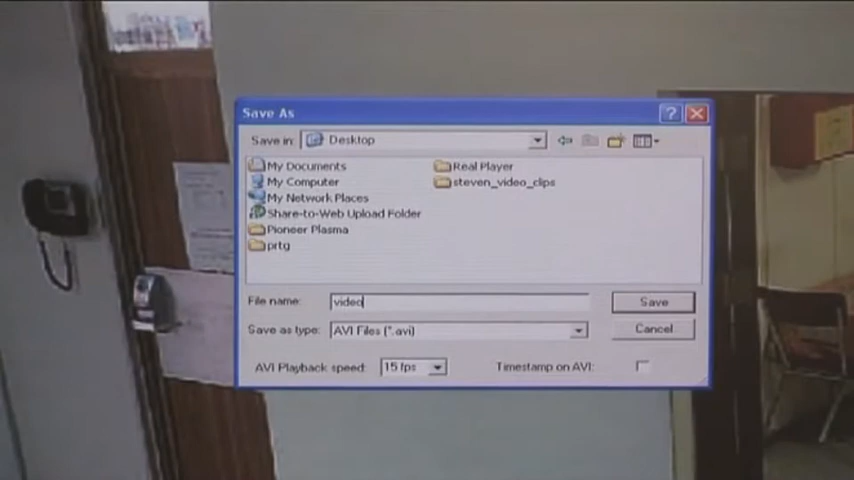 Save As
Save in: Desktop
My Documents
My Computer
My Network Places
Share-to-Web Upload Folder
Pioneer Plasma
prtg
Real Player
steven_video_clips
File name: video
Save
Save as type: AVI Files (*.avi)
Cancel
AVI Playback speed: 15 fps
Timestamp on AVI: